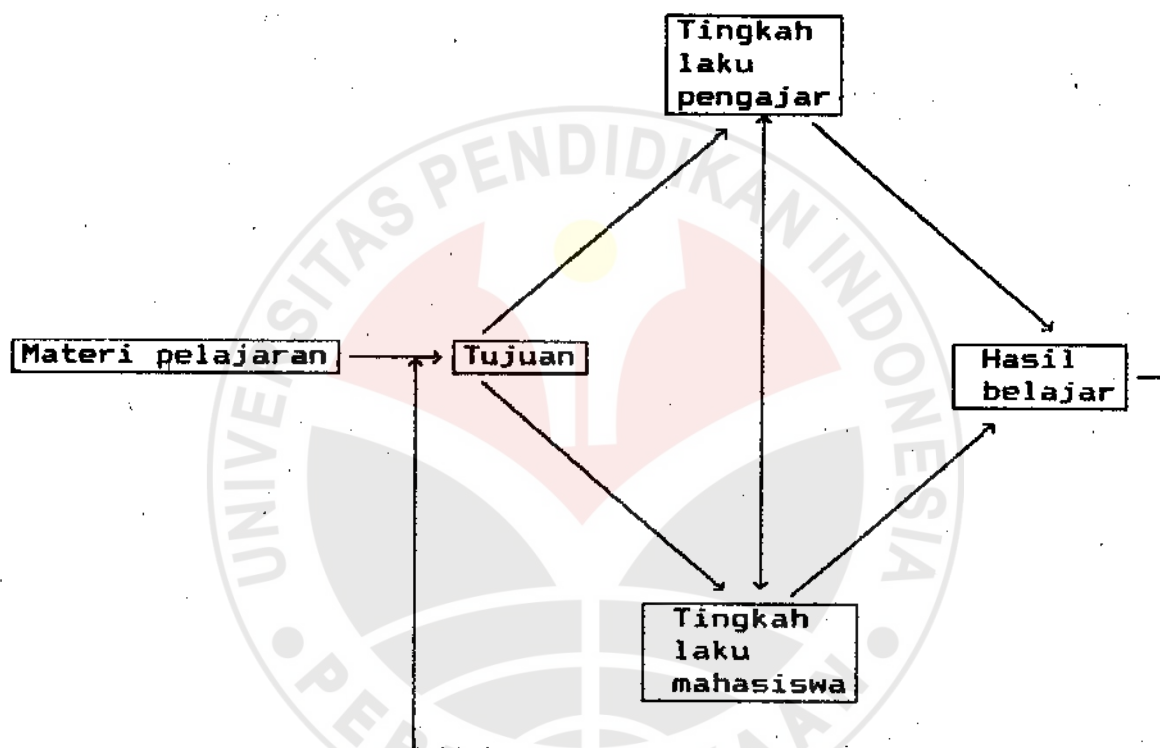 Tingkah
laku
pengajar
Materi pelajaran
Tujuan
Hasil
belajar
Tingkah
laku
mahasiswa
UNIVERSITAS PENDIDIKAN INDONESIA